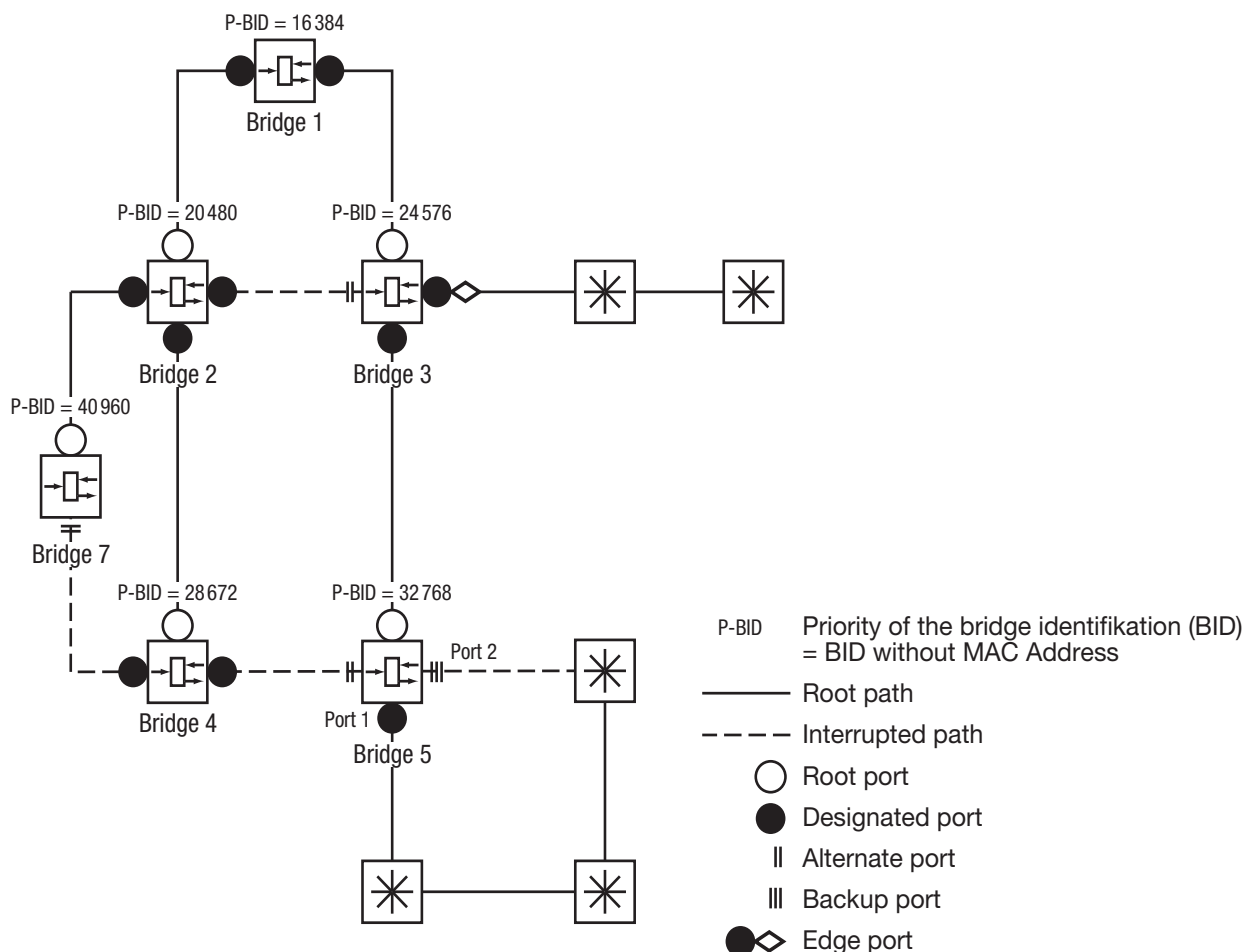 P-BID = 16 384
Bridge 1
P-BID = 20 480
P-BID = 24 576
Bridge 2
Bridge 3
P-BID = 40 960
Bridge 7
P-BID = 28 672
P-BID = 32 768
Port 2
Bridge 4
Port 1
Bridge 5
P-BID Priority of the bridge identifikation (BID)
= BID without MAC Address
Root path
Interrupted path
Root port
Designated port
Alternate port
Backup port
Edge port